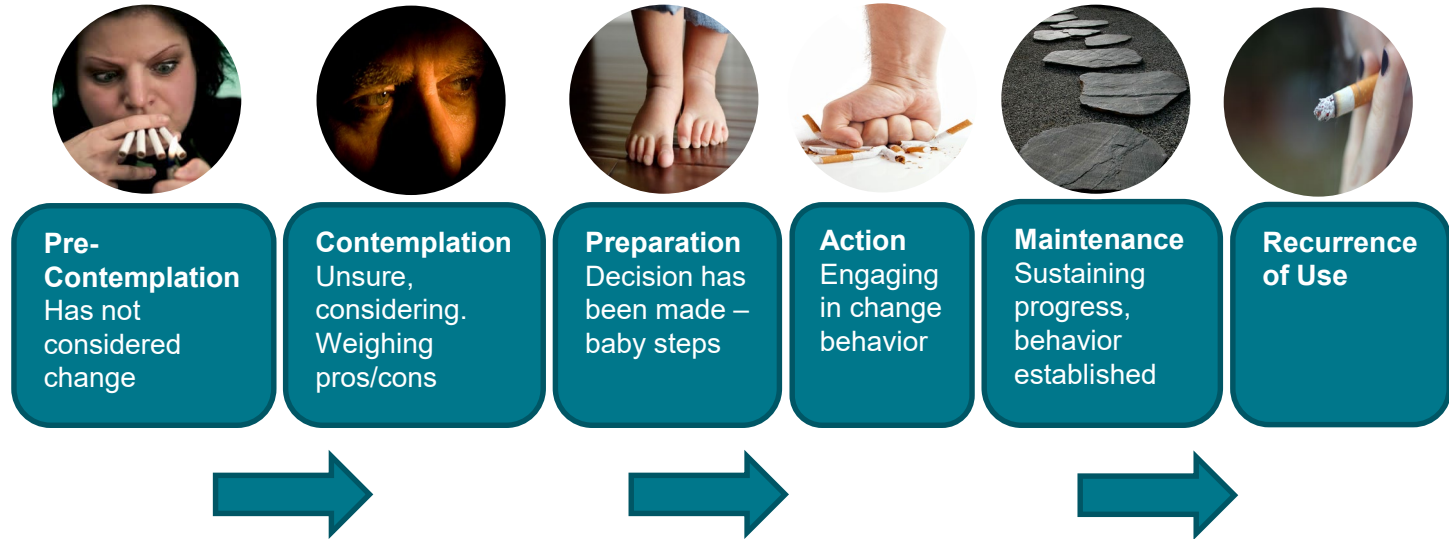 Pre-
Contemplation
Has not
considered
change
Contemplation
Unsure,
considering.
Weighing
pros/cons
Preparation
Decision has
been made –
baby steps
Action
Engaging
in change
behavior
Maintenance
Sustaining
progress,
behavior
established
Recurrence
of Use